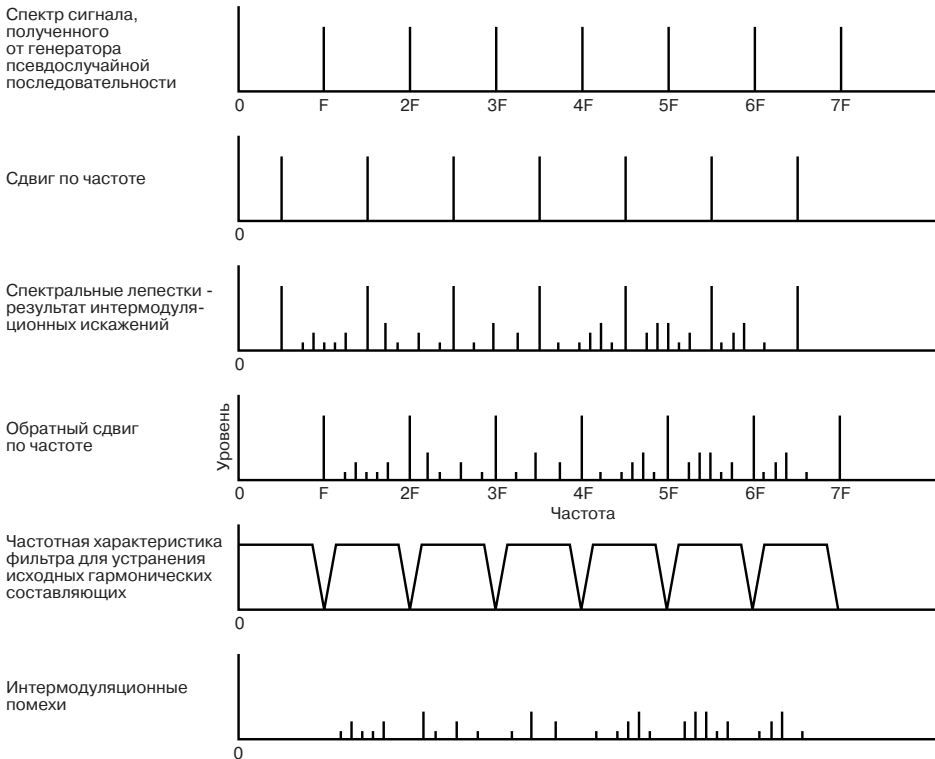 Спектр сигнала,
полученного
от генератора
псевдослучайной
последовательности
0 F 2F 3F 4F 5F 6F 7F
Сдвиг по частоте
0
Спектральные лепестки -
результат интермодуля-
ционных искажений
0
Обратный сдвиг
по частоте
Уровень
0 F 2F 3F 4F 5F 6F 7F
Частота
Частотная характеристика
фильтра для устранения
исходных гармонических
составляющих
0
Интермодуляционные
помехи
0